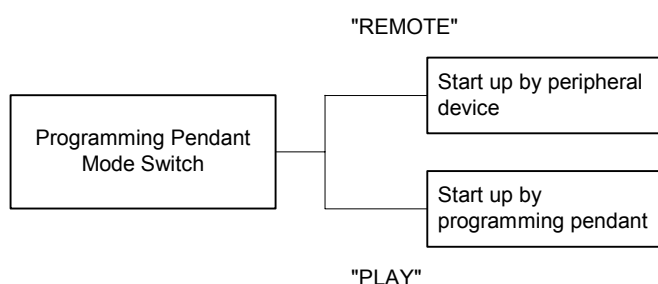 "REMOTE"
Start up by peripheral
device
Programming Pendant
Mode Switch
Start up by
programming pendant
"PLAY"